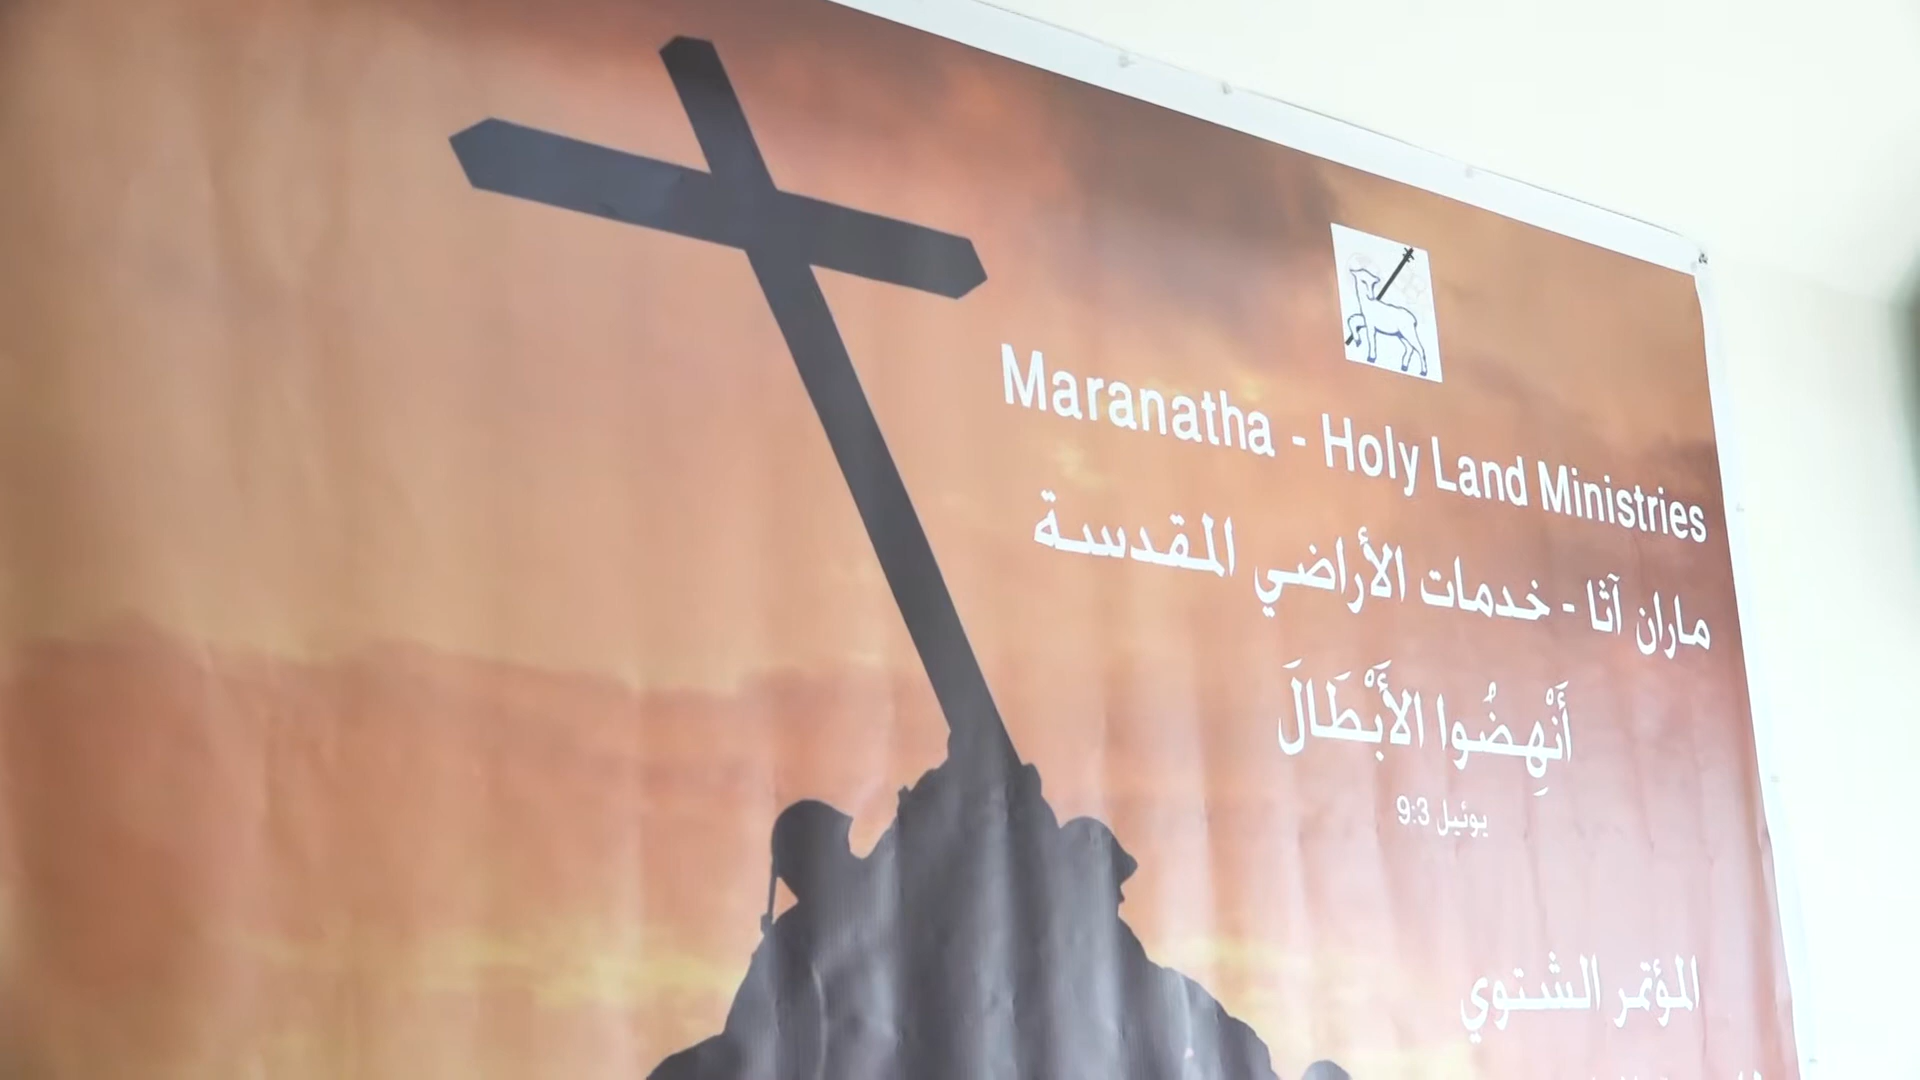 Maranatha - Holy Land Ministries
ماران آثا - خدمات الأراضي المقدسة
أَنْهِضُوا الأَبْطَالَ
يوئيل 9:3
المؤتمر الشتوي